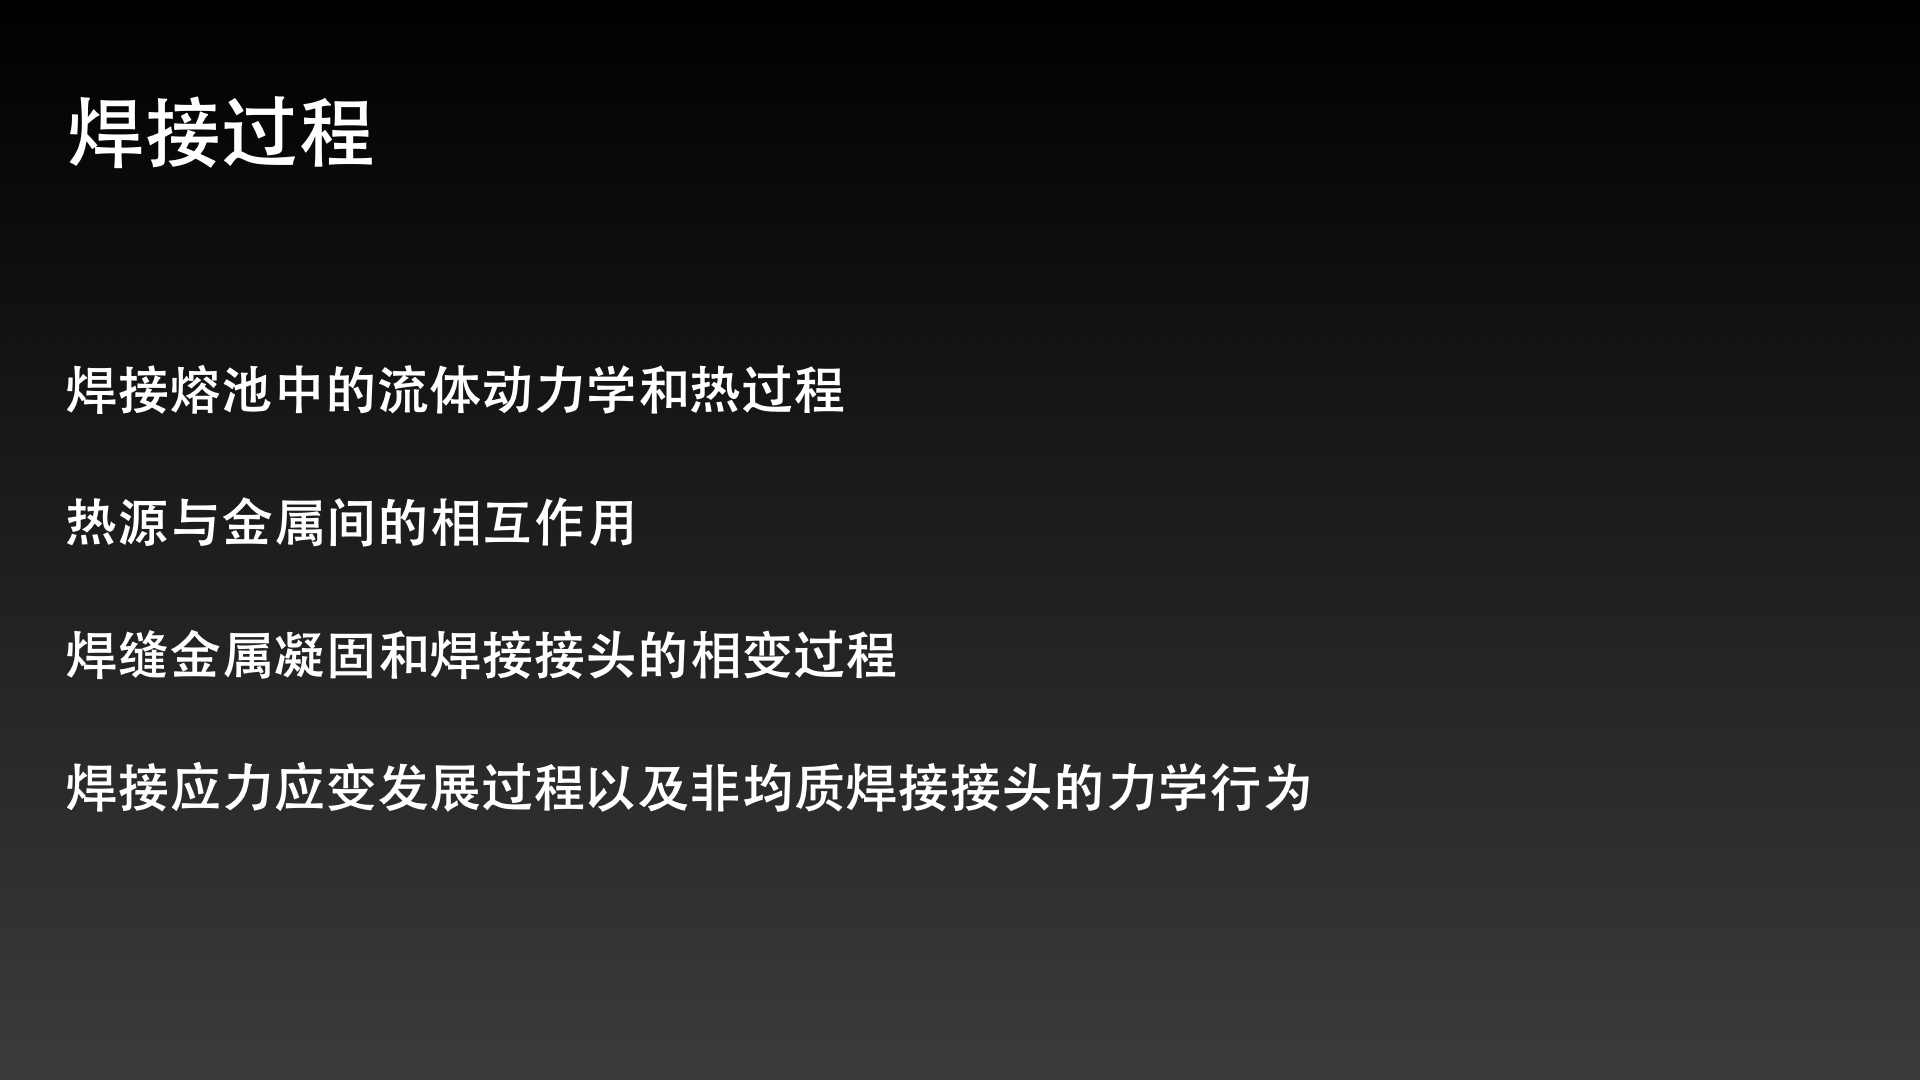 焊接过程
焊接熔池中的流体动力学和热过程
热源与金属间的相互作用
焊缝金属凝固和焊接接头的相变过程
焊接应力应变发展过程以及非均质焊接接头的力学行为